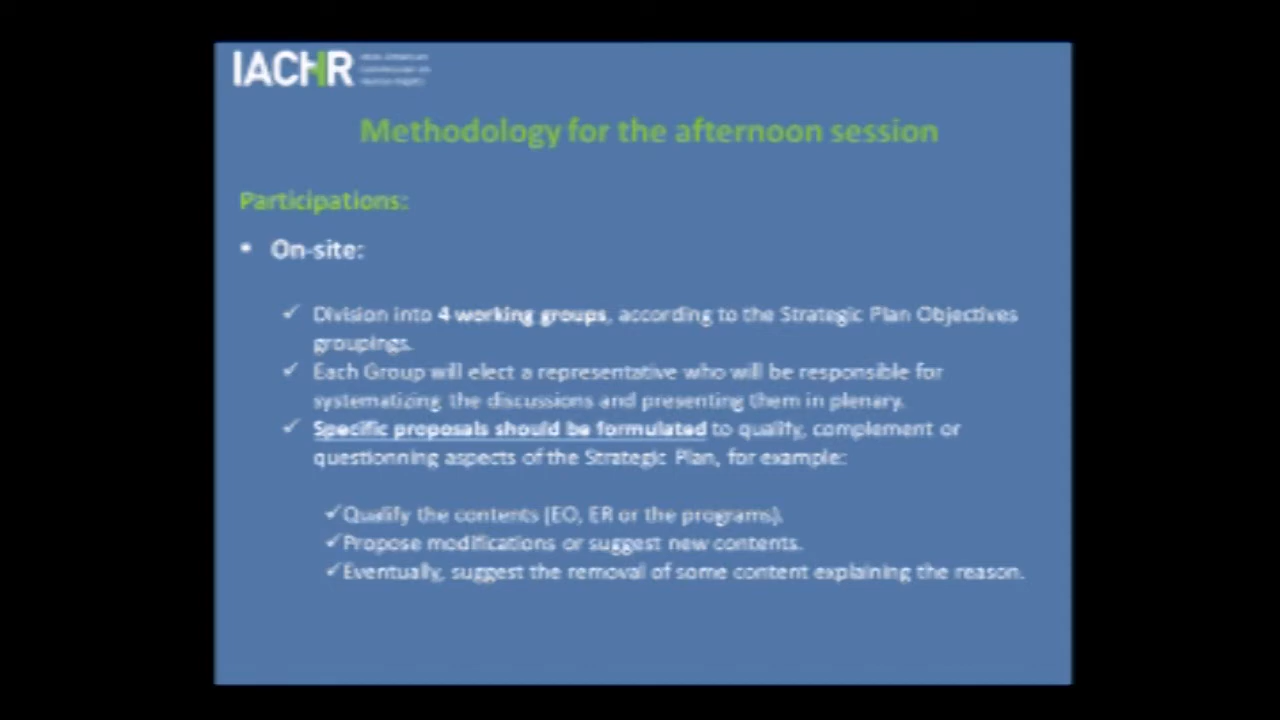 IACHR
Methodology for the afternoon session
Participations:
• On-site:
✓ Division into 4 working groups, according to the Strategic Plan Objectives
groupings.
✓ Each Group will elect a representative who will be responsible for
systematizing the discussions and presenting them in plenary.
✓ Specific proposals should be formulated to qualify, complement or
questionning aspects of the Strategic Plan, for example:
✓Qualify the contents (EO, ER or the programs).
✓Propose modifications or suggest new contents.
✓Eventually, suggest the removal of some content explaining the reason.